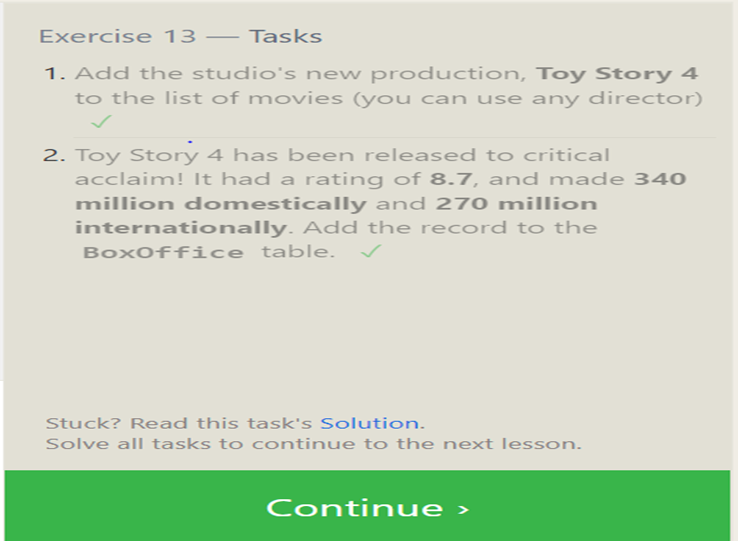 Exercise 13 — Tasks
1. Add the studio's new production, Toy Story 4
to the list of movies (you can use any director)
✓
2. Toy Story 4 has been released to critical
acclaim! It had a rating of 8.7, and made 340
million domestically and 270 million
internationally. Add the record to the
BoxOffice table. ✓
Stuck? Read this task's Solution.
Solve all tasks to continue to the next lesson.
Continue ›